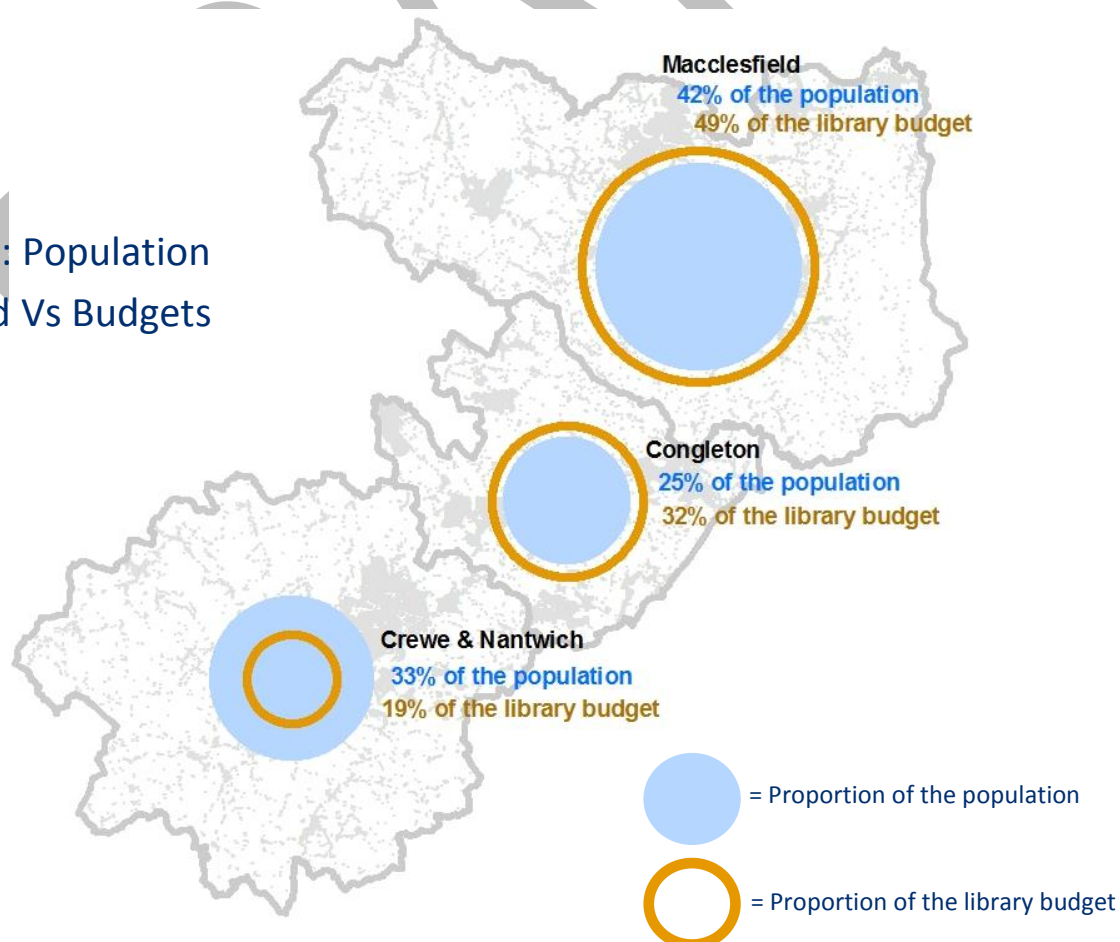 Macclesfield
42% of the population
49% of the library budget
: Population
d Vs Budgets
Congleton
25% of the population
32% of the library budget
Crewe & Nantwich
33% of the population
19% of the library budget
= Proportion of the population
= Proportion of the library budget